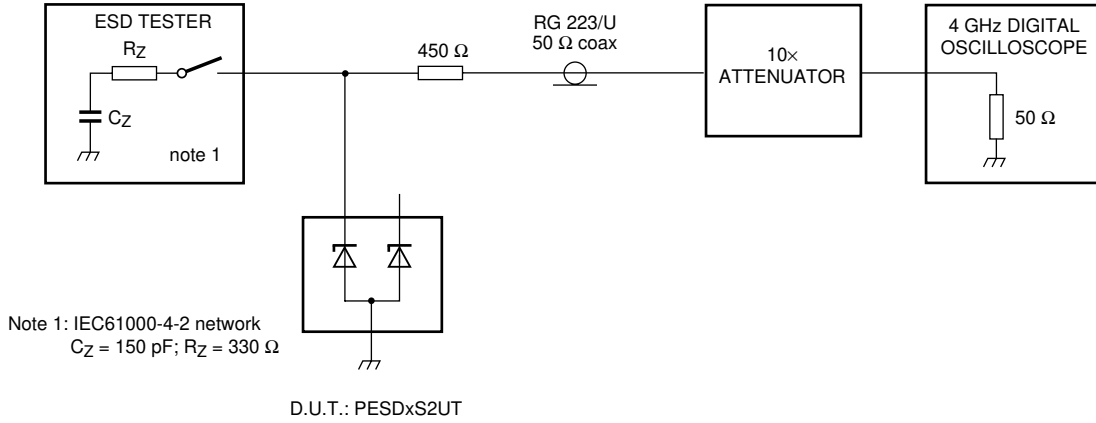 ESD TESTER
RZ
CZ
note 1
450 Ω
RG 223/U
50 Ω coax
10×
ATTENUATOR
4 GHz DIGITAL
OSCILLOSCOPE
50 Ω
Note 1: IEC61000-4-2 network
CZ = 150 pF; RZ = 330 Ω
D.U.T.: PESDxS2UT